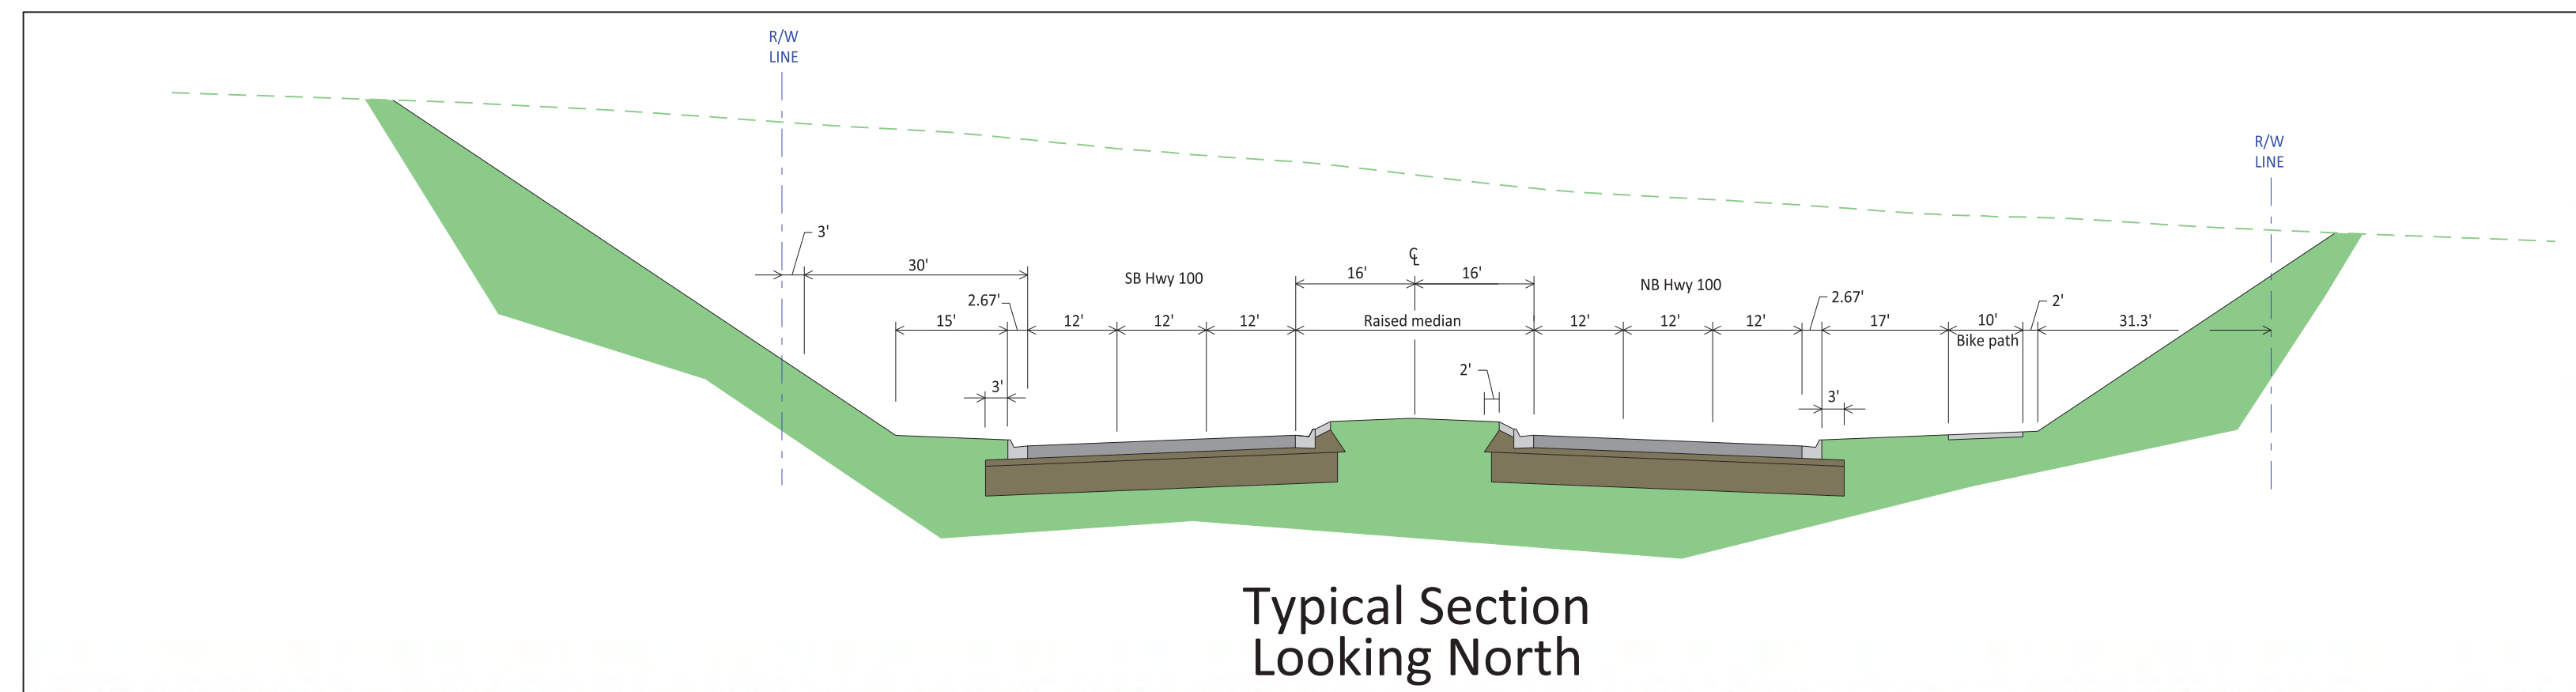 R/W
LINE
R/W
LINE
3'
30'
SB Hwy 100
16'
℄
16'
NB Hwy 100
2.67'
2.67'
2'
15'
12'
12'
12'
Raised median
12'
12'
12'
17'
10'
31.3'
Bike path
2'
3'
3'
Typical Section
Looking North